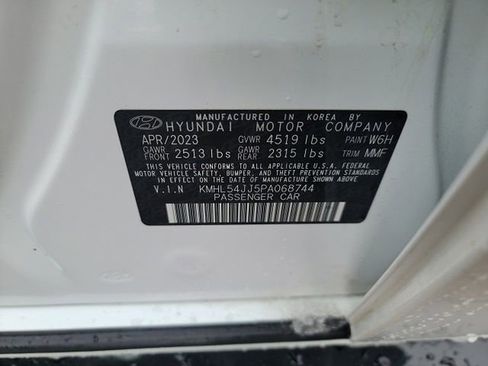 MANUFACTURED IN KOREA BY
HYUNDAI MOTOR COMPANY
APR/2023 GVWR 4519 lbs PAINT W6H
GAWR FRONT 2513 lbs GAWR REAR 2315 lbs TRIM MMF
THIS VEHICLE CONFORMS TO ALL APPLICABLE U.S.A. FEDERAL
MOTOR VEHICLE SAFETY, BUMPER, AND THEFT PREVENTION STANDARDS
IN EFFECT ON THE DATE OF MANUFACTURE SHOWN ABOVE.
V.I.N KMHL54JJ5PA068744
PASSENGER CAR